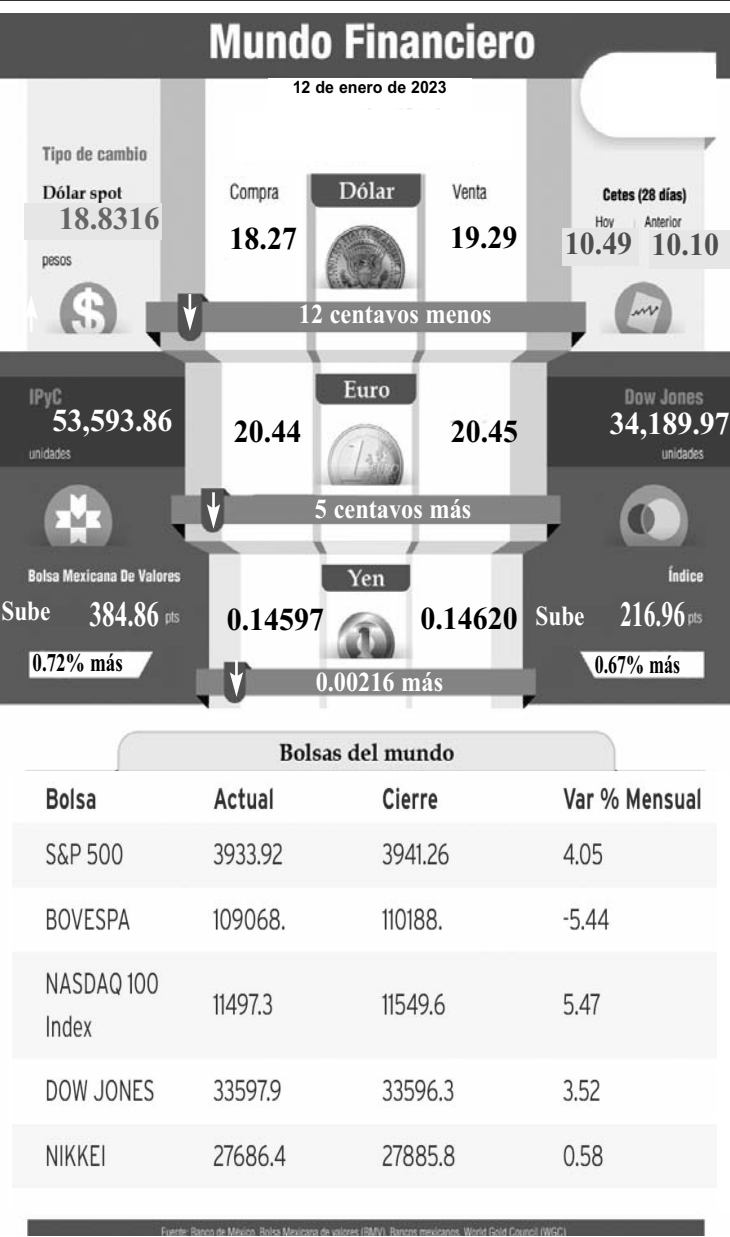 Mundo Financiero
12 de enero de 2023
Tipo de cambio
Dólar spot
18.8316
pesos
Compra
Dólar
Venta
18.27
19.29
12 centavos menos
Cetes (28 días)
Hoy
Anterior
10.49
10.10
IPyC
53,593.86
unidades
Euro
20.44
20.45
5 centavos más
Dow Jones
34,189.97
unidades
Bolsa Mexicana De Valores
Sube 384.86 pts
0.72% más
Yen
0.14597
0.14620
0.00216 más
Índice
Sube 216.96 pts
0.67% más
Bolsas del mundo
Bolsa Actual Cierre Var % Mensual
S&P 500 3933.92 3941.26 4.05
BOVESPA 109068. 110188. -5.44
NASDAQ 100
Index
11497.3 11549.6 5.47
DOW JONES 33597.9 33596.3 3.52
NIKKEI 27686.4 27885.8 0.58
Fuente: Banco de México, Bolsa Mexicana de valores (BMV), Bancos mexicanos, World Gold Council (WGC)